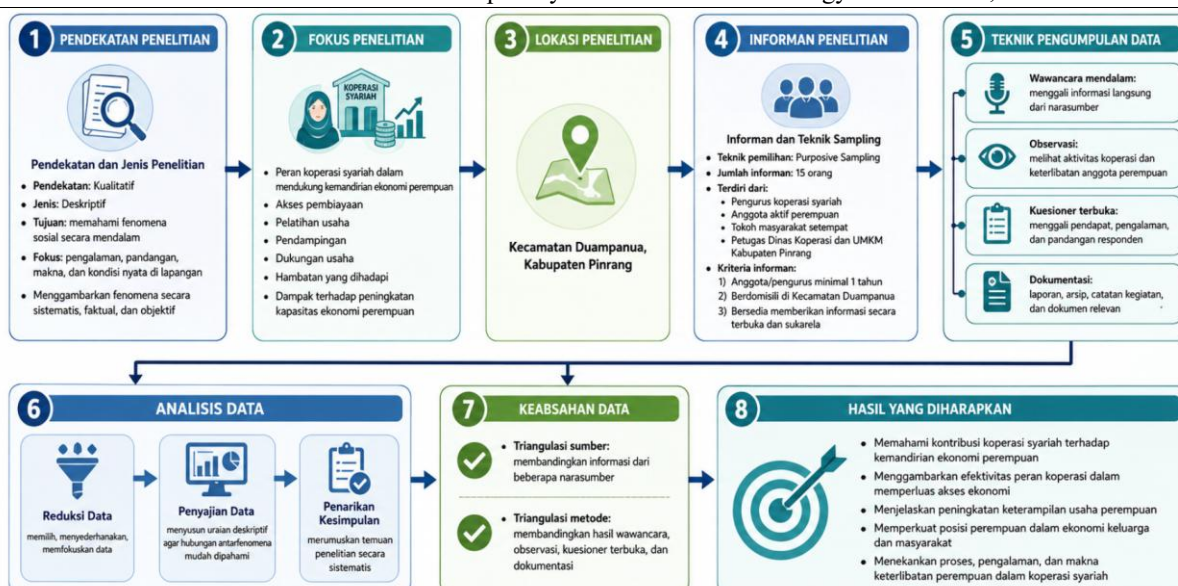 1 PENDEKATAN PENELITIAN
Pendekatan dan Jenis Penelitian
• Pendekatan: Kualitatif
• Jenis: Deskriptif
• Tujuan: memahami fenomena
sosial secara mendalam
• Fokus: pengalaman, pandangan,
makna, dan kondisi nyata di lapangan
• Menggambarkan fenomena secara
sistematis, faktual, dan objektif
2 FOKUS PENELITIAN
KOPERASI
SYARIAH
• Peran koperasi syariah dalam
mendukung kemandirian ekonomi perempuan
• Akses pembiayaan
• Pelatihan usaha
• Pendampingan
• Dukungan usaha
• Hambatan yang dihadapi
• Dampak terhadap peningkatan
kapasitas ekonomi perempuan
3 LOKASI PENELITIAN
Kecamatan Duampanua,
Kabupaten Pinrang
4 INFORMAN PENELITIAN
Informan dan Teknik Sampling
• Teknik pemilihan: Purposive Sampling
• Jumlah informan: 15 orang
• Terdiri dari:
• Pengurus koperasi syariah
• Anggota aktif perempuan
• Tokoh masyarakat setempat
• Petugas Dinas Koperasi dan UMKM
Kabupaten Pinrang
• Kriteria informan:
1) Anggota/pengurus minimal 1 tahun
2) Berdomisili di Kecamatan Duampanua
3) Bersedia memberikan informasi secara
terbuka dan sukarela
5 TEKNIK PENGUMPULAN DATA
Wawancara mendalam:
menggali informasi langsung
dari narasumber
Observasi:
melihat aktivitas koperasi dan
keterlibatan anggota perempuan
Kuesioner terbuka:
menggali pendapat, pengalaman,
dan pandangan responden
Dokumentasi:
laporan, arsip, catatan kegiatan,
dan dokumen relevan
6 ANALISIS DATA
Reduksi Data
memilih, menyederhanakan,
memfokuskan data
Penyajian Data
menyusun uraian deskriptif
agar hubungan antarfenomena
mudah dipahami
Penarikan
Kesimpulan
merumuskan temuan
penelitian secara
sistematis
7 KEABSAHAN DATA
• Triangulasi sumber:
membandingkan informasi dari
beberapa narasumber
• Triangulasi metode:
membandingkan hasil wawancara,
observasi, kuesioner terbuka, dan
dokumentasi
8 HASIL YANG DIHARAPKAN
• Memahami kontribusi koperasi syariah terhadap
kemandirian ekonomi perempuan
• Menggambarkan efektivitas peran koperasi dalam
memperluas akses ekonomi
• Menjelaskan peningkatan keterampilan usaha perempuan
• Memperkuat posisi perempuan dalam ekonomi keluarga
dan masyarakat
• Menekankan proses, pengalaman, dan makna
keterlibatan perempuan dalam koperasi syariah